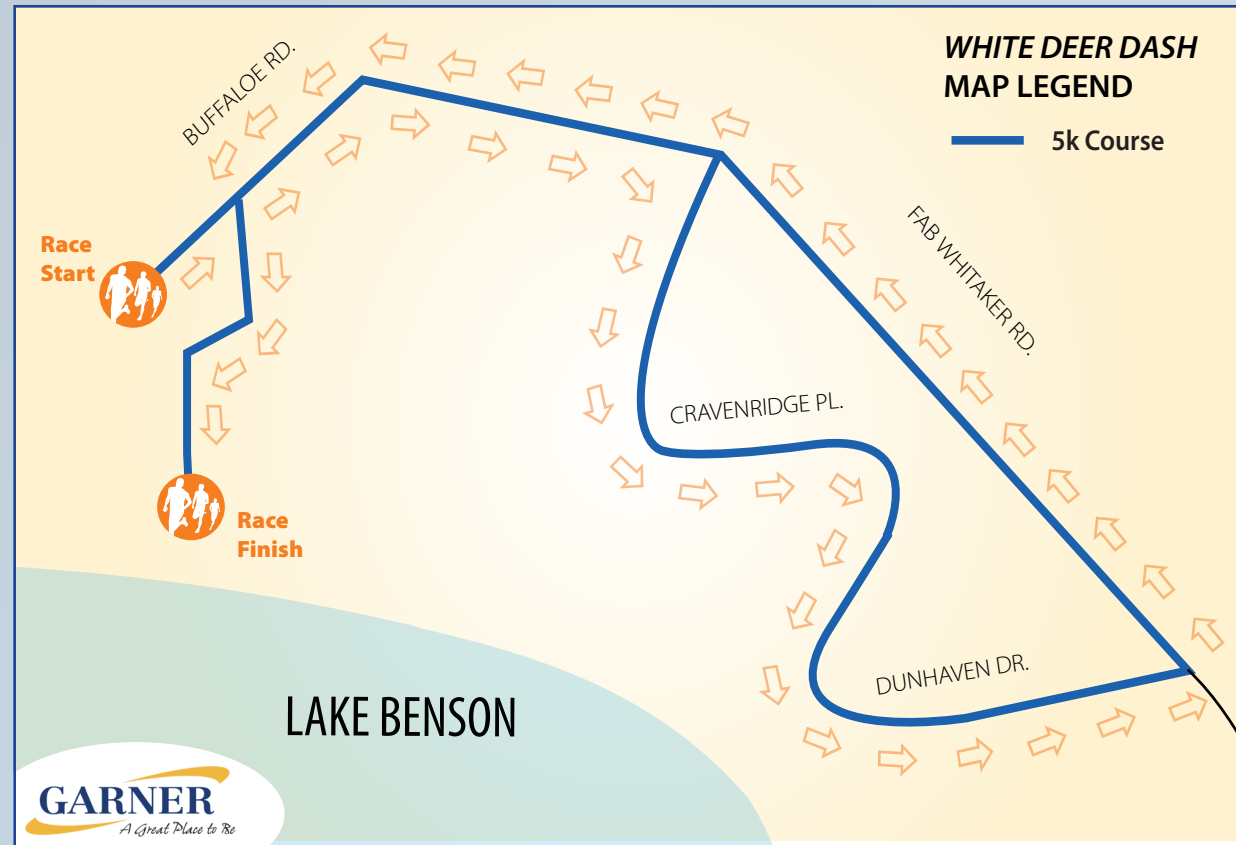 WHITE DEER DASH
MAP LEGEND
5k Course
BUFFALOE RD.
Race
Start
FAB WHITAKER RD.
CRAVENRIDGE PL.
Race
Finish
DUNHAVEN DR.
LAKE BENSON
GARNER
A Great Place to Be